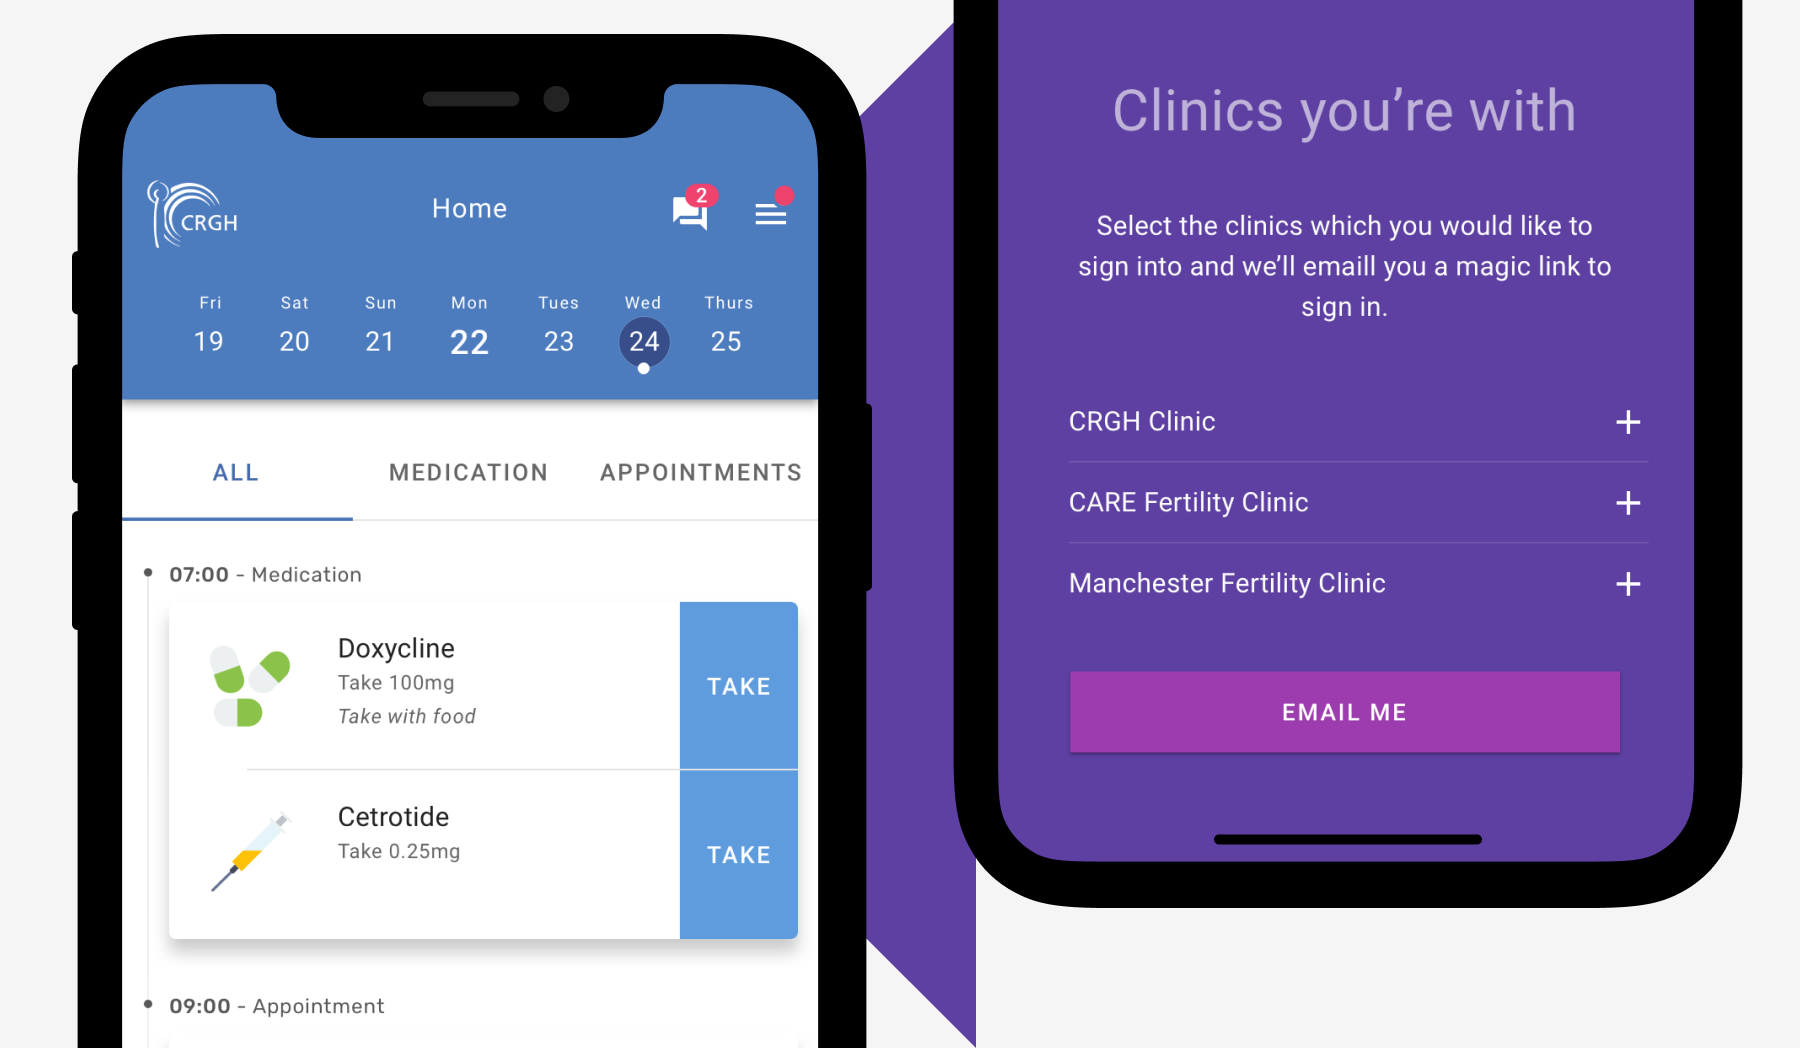 CRGH
Home
2
Fri Sat Sun Mon Tues Wed Thurs
19 20 21 22 23 24 25
ALL MEDICATION APPOINTMENTS
07:00 - Medication
Doxycline
Take 100mg
Take with food
TAKE
Cetrotide
Take 0.25mg
TAKE
09:00 - Appointment
Clinics you’re with
Select the clinics which you would like to
sign into and we’ll emaill you a magic link to
sign in.
CRGH Clinic
CARE Fertility Clinic
Manchester Fertility Clinic
EMAIL ME